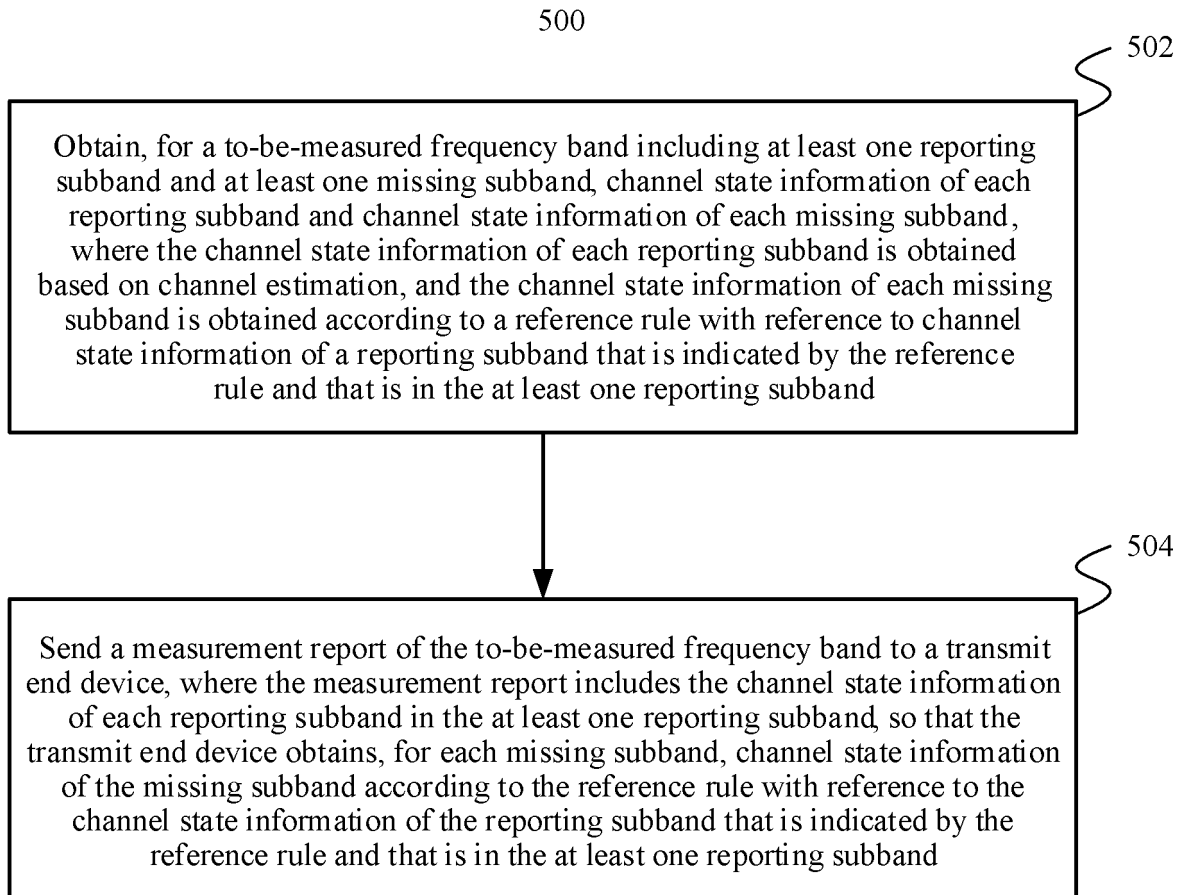 500
502
Obtain, for a to-be-measured frequency band including at least one reporting
subband and at least one missing subband, channel state information of each
reporting subband and channel state information of each missing subband,
where the channel state information of each reporting subband is obtained
based on channel estimation, and the channel state information of each missing
subband is obtained according to a reference rule with reference to channel
state information of a reporting subband that is indicated by the reference
rule and that is in the at least one reporting subband
504
Send a measurement report of the to-be-measured frequency band to a transmit
end device, where the measurement report includes the channel state information
of each reporting subband in the at least one reporting subband, so that the
transmit end device obtains, for each missing subband, channel state information
of the missing subband according to the reference rule with reference to the
channel state information of the reporting subband that is indicated by the
reference rule and that is in the at least one reporting subband